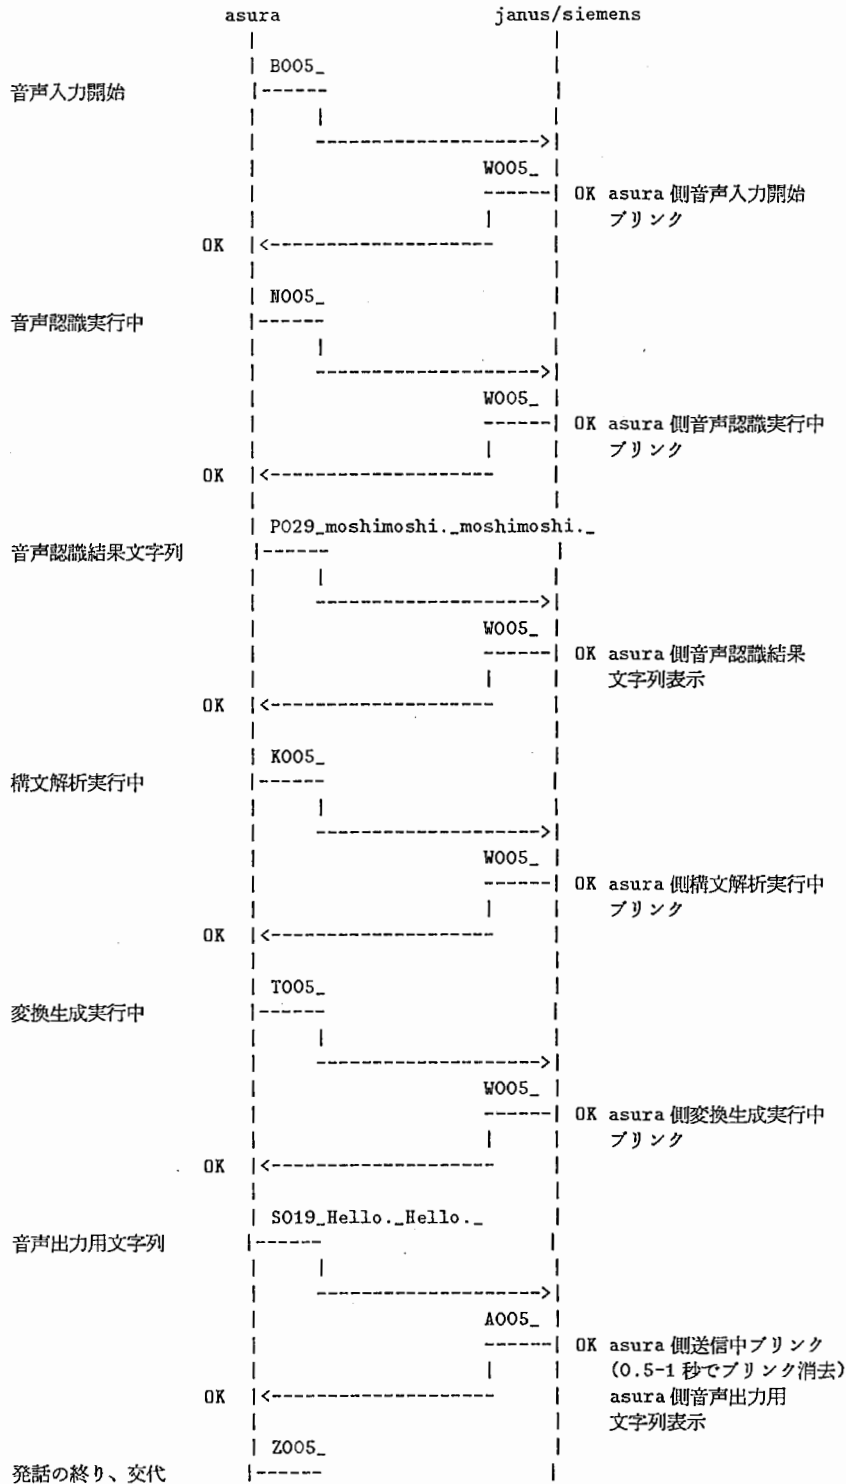 asura janus/siemens
B005_
音声入力開始
W005_
OK asura 側音声入力開始
ブリンク
OK
N005_
音声認識実行中
W005_
OK asura 側音声認識実行中
ブリンク
OK
P029_moshimoshi._moshimoshi._
音声認識結果文字列
W005_
OK asura 側音声認識結果
文字列表示
OK
K005_
構文解析実行中
W005_
OK asura 側構文解析実行中
ブリンク
OK
T005_
変換生成実行中
W005_
OK asura 側変換生成実行中
ブリンク
OK
S019_Hello._Hello._
音声出力用文字列
A005_
OK asura 側送信中ブリンク
(0.5-1 秒でブリンク消去)
OK asura 側音声出力用
文字列表示
Z005_
発話の終り、交代